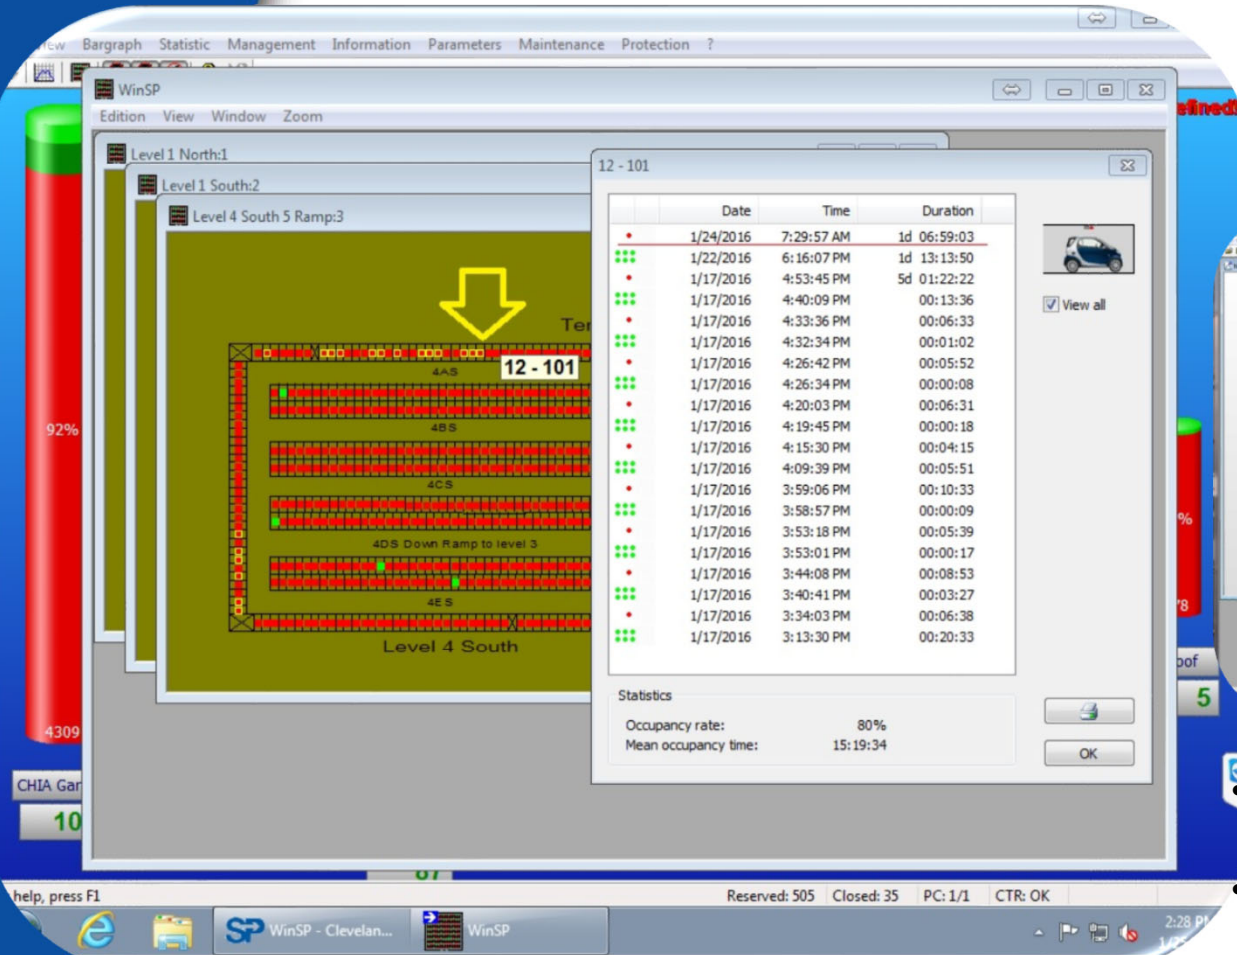 Bargraph Statistic Management Information Parameters Maintenance Protection ?
WinSP
Edition View Window Zoom
Level 1 North:1
Level 1 South:2
Level 4 South 5 Ramp:3
Ter
12 - 101
4AS
4BS
4CS
4DS Down Ramp to level 3
4ES
Level 4 South
12 - 101
Date Time Duration
1/24/2016 7:29:57 AM 1d 06:59:03
1/22/2016 6:16:07 PM 1d 13:13:50
1/17/2016 4:53:45 PM 5d 01:22:22
1/17/2016 4:40:09 PM 00:13:36
1/17/2016 4:33:36 PM 00:06:33
1/17/2016 4:32:34 PM 00:01:02
1/17/2016 4:26:42 PM 00:05:52
1/17/2016 4:26:34 PM 00:00:08
1/17/2016 4:20:03 PM 00:06:31
1/17/2016 4:19:45 PM 00:00:18
1/17/2016 4:15:30 PM 00:04:15
1/17/2016 4:09:39 PM 00:05:51
1/17/2016 3:59:06 PM 00:10:33
1/17/2016 3:58:57 PM 00:00:09
1/17/2016 3:53:18 PM 00:05:39
1/17/2016 3:53:01 PM 00:00:17
1/17/2016 3:44:08 PM 00:08:53
1/17/2016 3:40:41 PM 00:03:27
1/17/2016 3:34:03 PM 00:06:38
1/17/2016 3:13:30 PM 00:20:33
View all
Statistics
Occupancy rate: 80%
Mean occupancy time: 15:19:34
OK
92%
4309
CHIA Gar
10
%
78
oof
5
help, press F1
Reserved: 505 Closed: 35 PC: 1/1 CTR: OK
SP WinSP - Clevelan...
WinSP
2:28 P